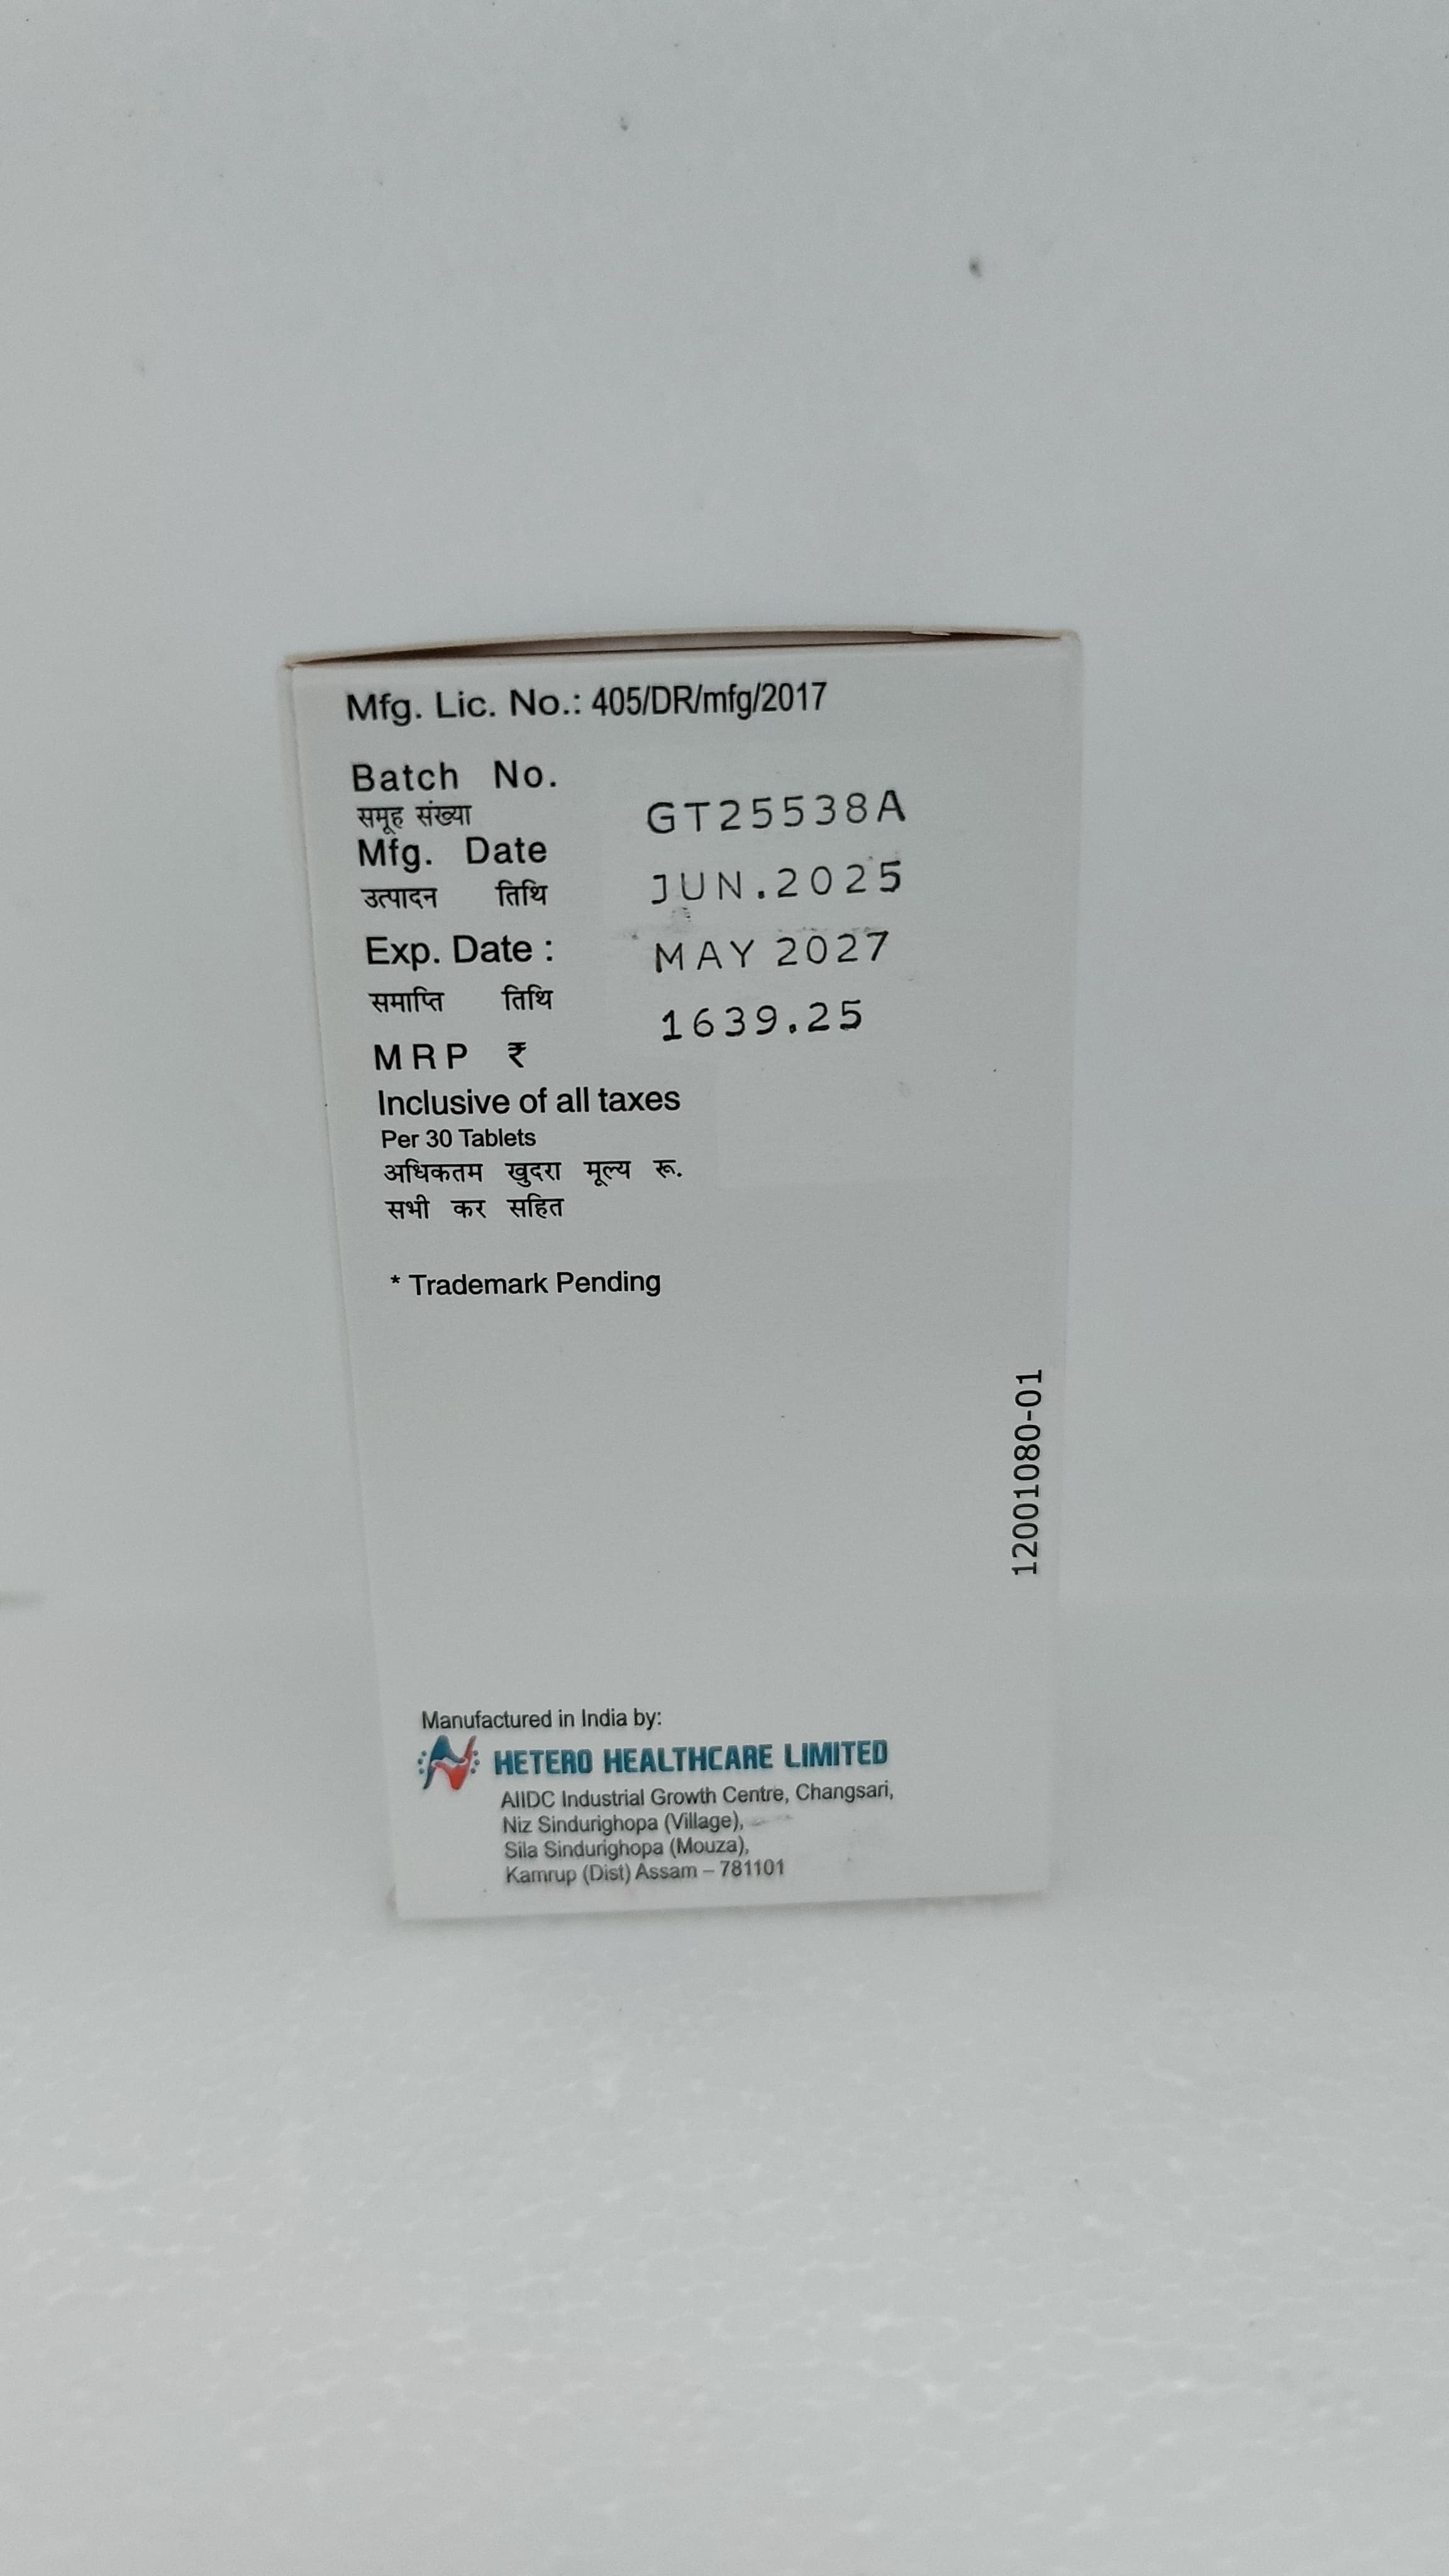 Mfg. Lic. No.: 405/DR/mfg/2017
Batch No.
समूह संख्या
GT25538A
Mfg. Date
उत्पादन तिथि
JUN.2025
Exp. Date :
समाप्ति तिथि
MAY 2027
MRP ₹
1639.25
Inclusive of all taxes
Per 30 Tablets
अधिकतम खुदरा मूल्य रू.
सभी कर सहित
* Trademark Pending
12001080-01
Manufactured in India by:
HETERO HEALTHCARE LIMITED
AIIDC Industrial Growth Centre, Changsari,
Niz Sindurighopa (Village),
Sila Sindurighopa (Mouza),
Kamrup (Dist) Assam – 781101